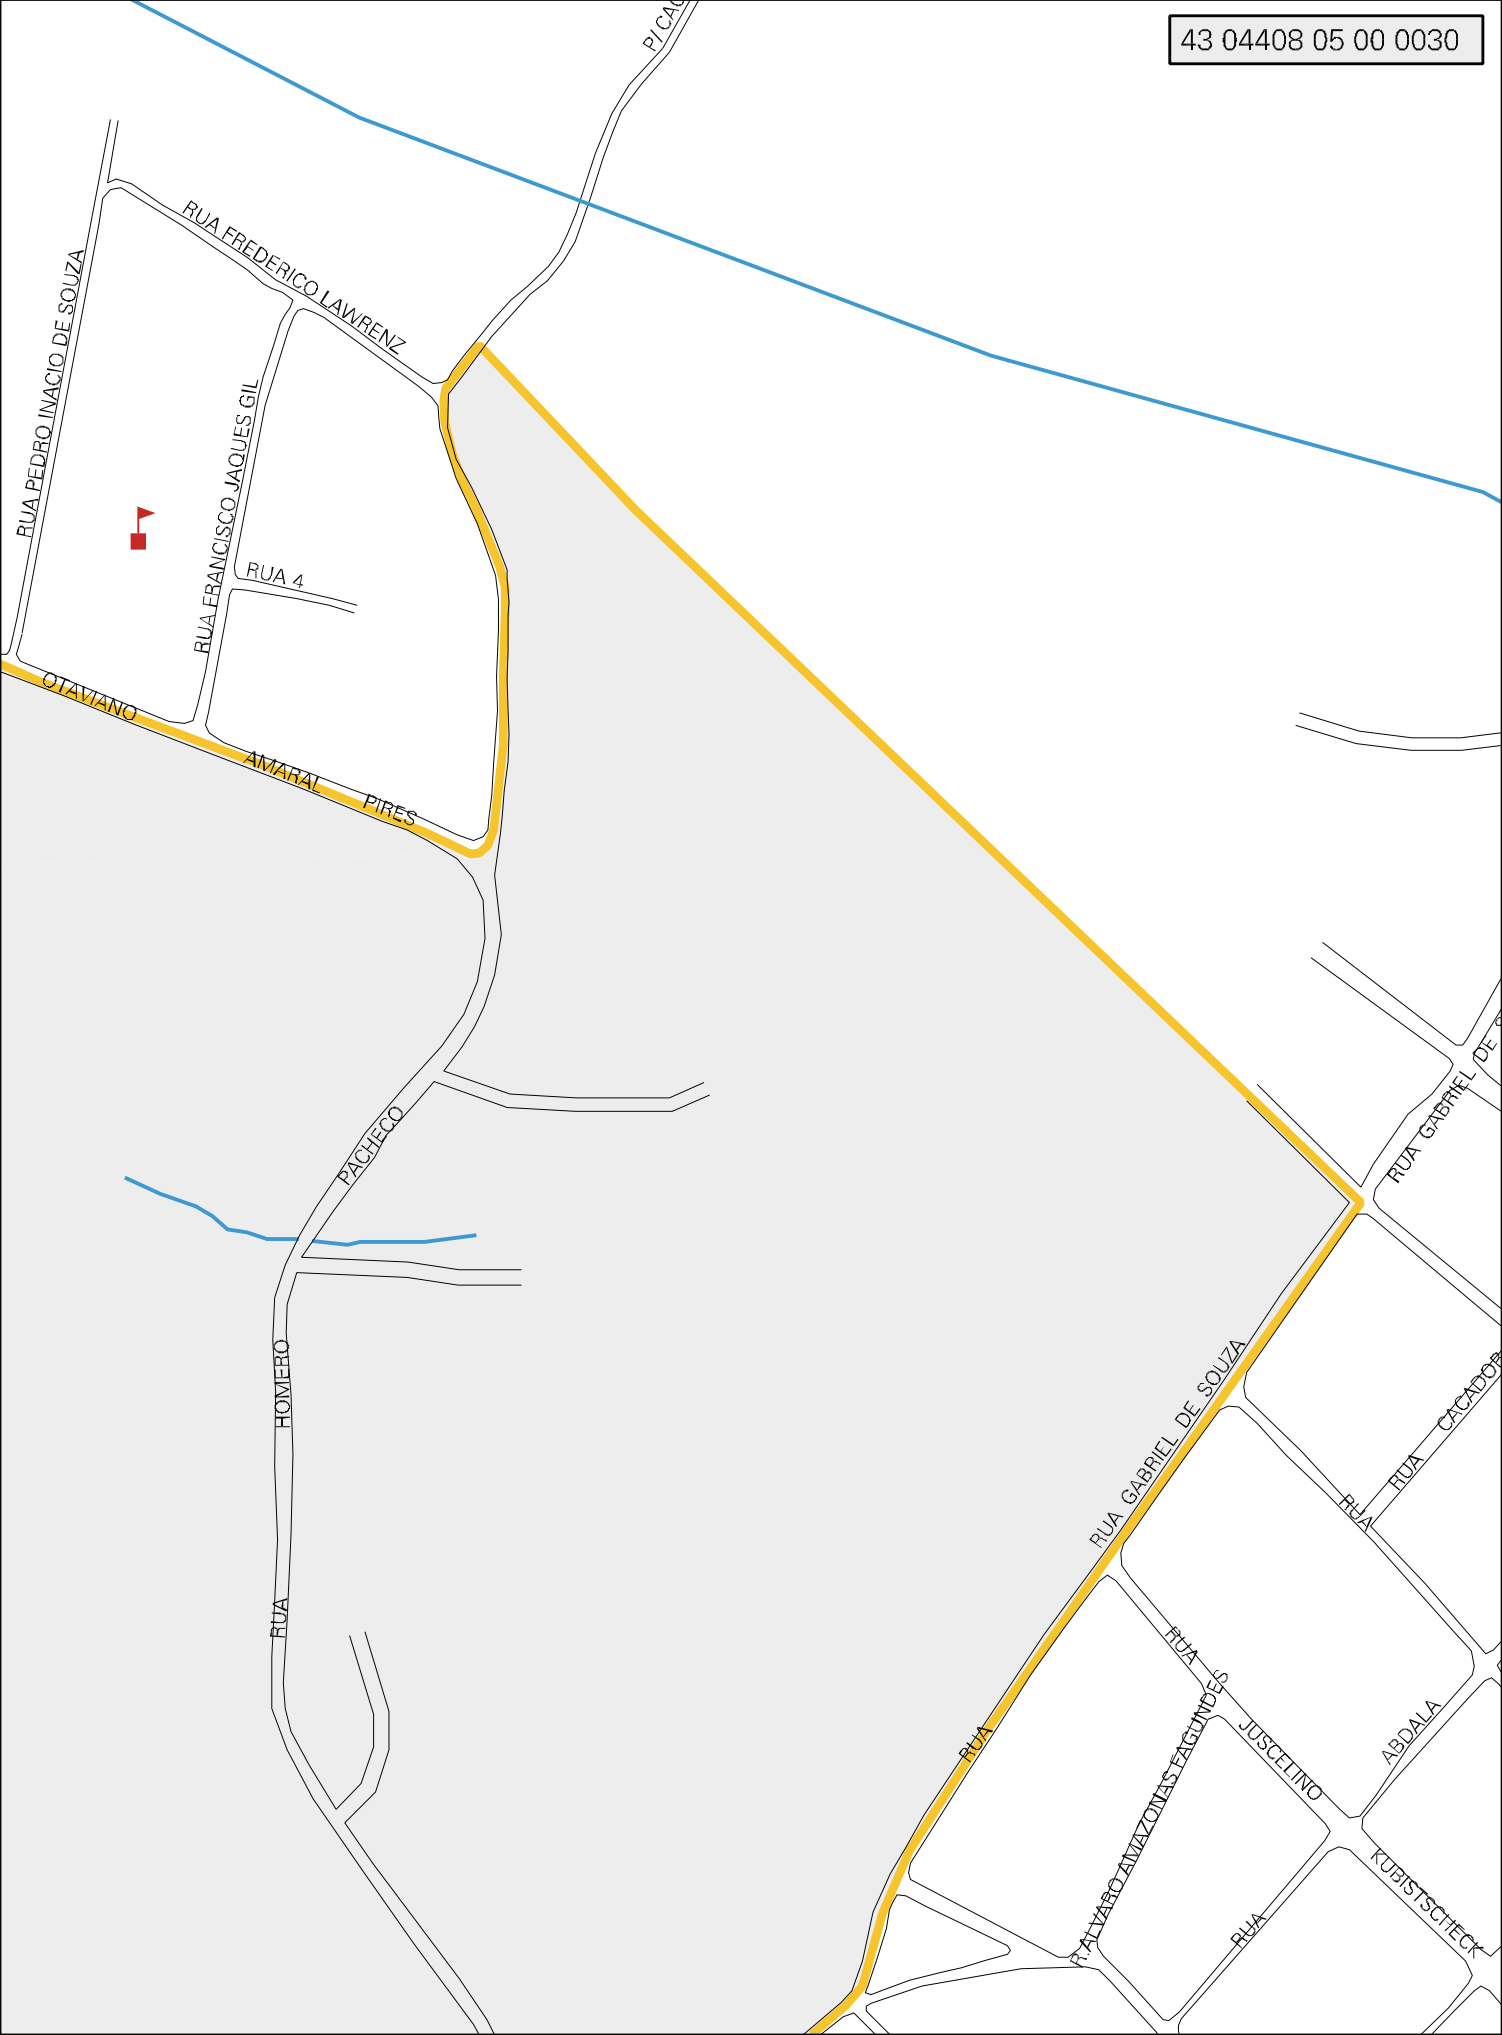 P/ CAC
43 04408 05 00 0030
RUA FREDERICO LAWRENZ
RUA PEDRO INACIO DE SOUZA
RUA FRANCISCO JAQUES GIL
RUA 4
OTAVIANO AMARAL PIRES
RUA GABRIEL DE S
PACHECO
HOMERO
RUA
RUA GABRIEL DE SOUZA
RUA CACADOR
RUA
RUA
RUA
JUSCELINO
KUBISTSCHECK
R.ALVARO AMAZONAS FAGUNDES
ABDALA
RUA